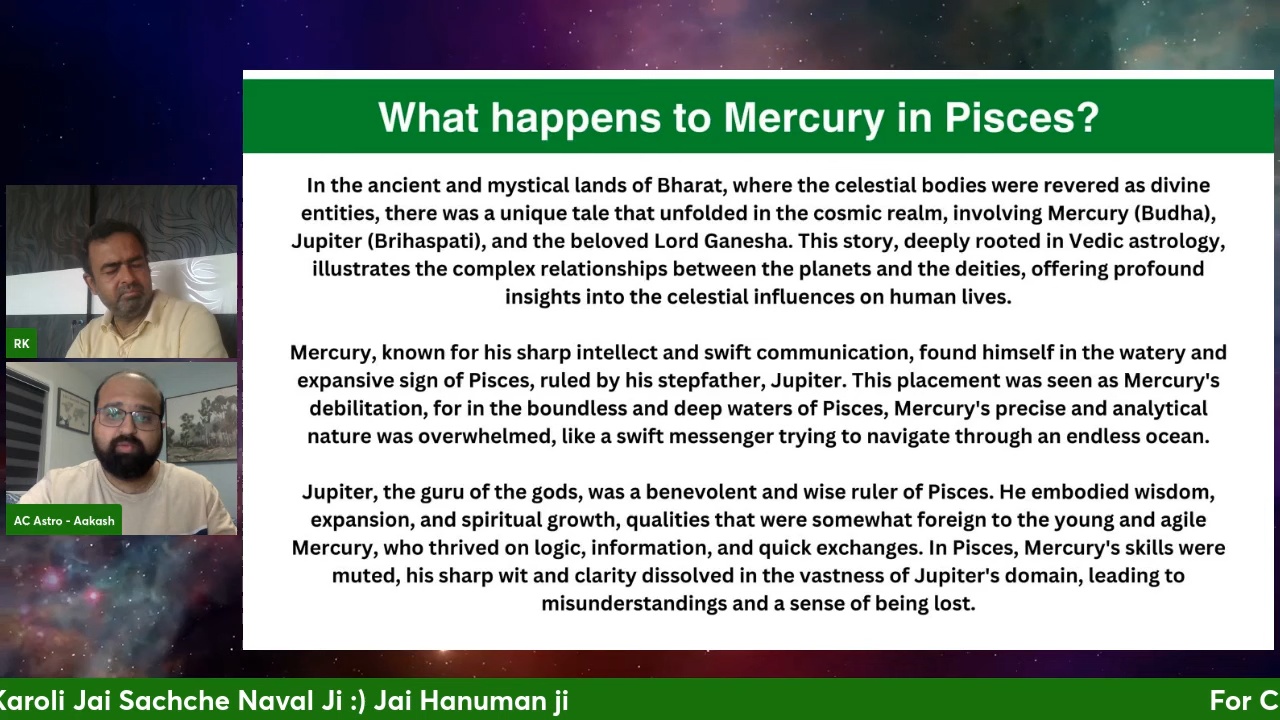 What happens to Mercury in Pisces?
In the ancient and mystical lands of Bharat, where the celestial bodies were revered as divine
entities, there was a unique tale that unfolded in the cosmic realm, involving Mercury (Budha),
Jupiter (Brihaspati), and the beloved Lord Ganesha. This story, deeply rooted in Vedic astrology,
illustrates the complex relationships between the planets and the deities, offering profound
insights into the celestial influences on human lives.
Mercury, known for his sharp intellect and swift communication, found himself in the watery and
expansive sign of Pisces, ruled by his stepfather, Jupiter. This placement was seen as Mercury's
debilitation, for in the boundless and deep waters of Pisces, Mercury's precise and analytical
nature was overwhelmed, like a swift messenger trying to navigate through an endless ocean.
Jupiter, the guru of the gods, was a benevolent and wise ruler of Pisces. He embodied wisdom,
expansion, and spiritual growth, qualities that were somewhat foreign to the young and agile
Mercury, who thrived on logic, information, and quick exchanges. In Pisces, Mercury's skills were
muted, his sharp wit and clarity dissolved in the vastness of Jupiter's domain, leading to
misunderstandings and a sense of being lost.
RK
AC Astro - Aakash
Karoli Jai Sachche Naval Ji :) Jai Hanuman ji
For C